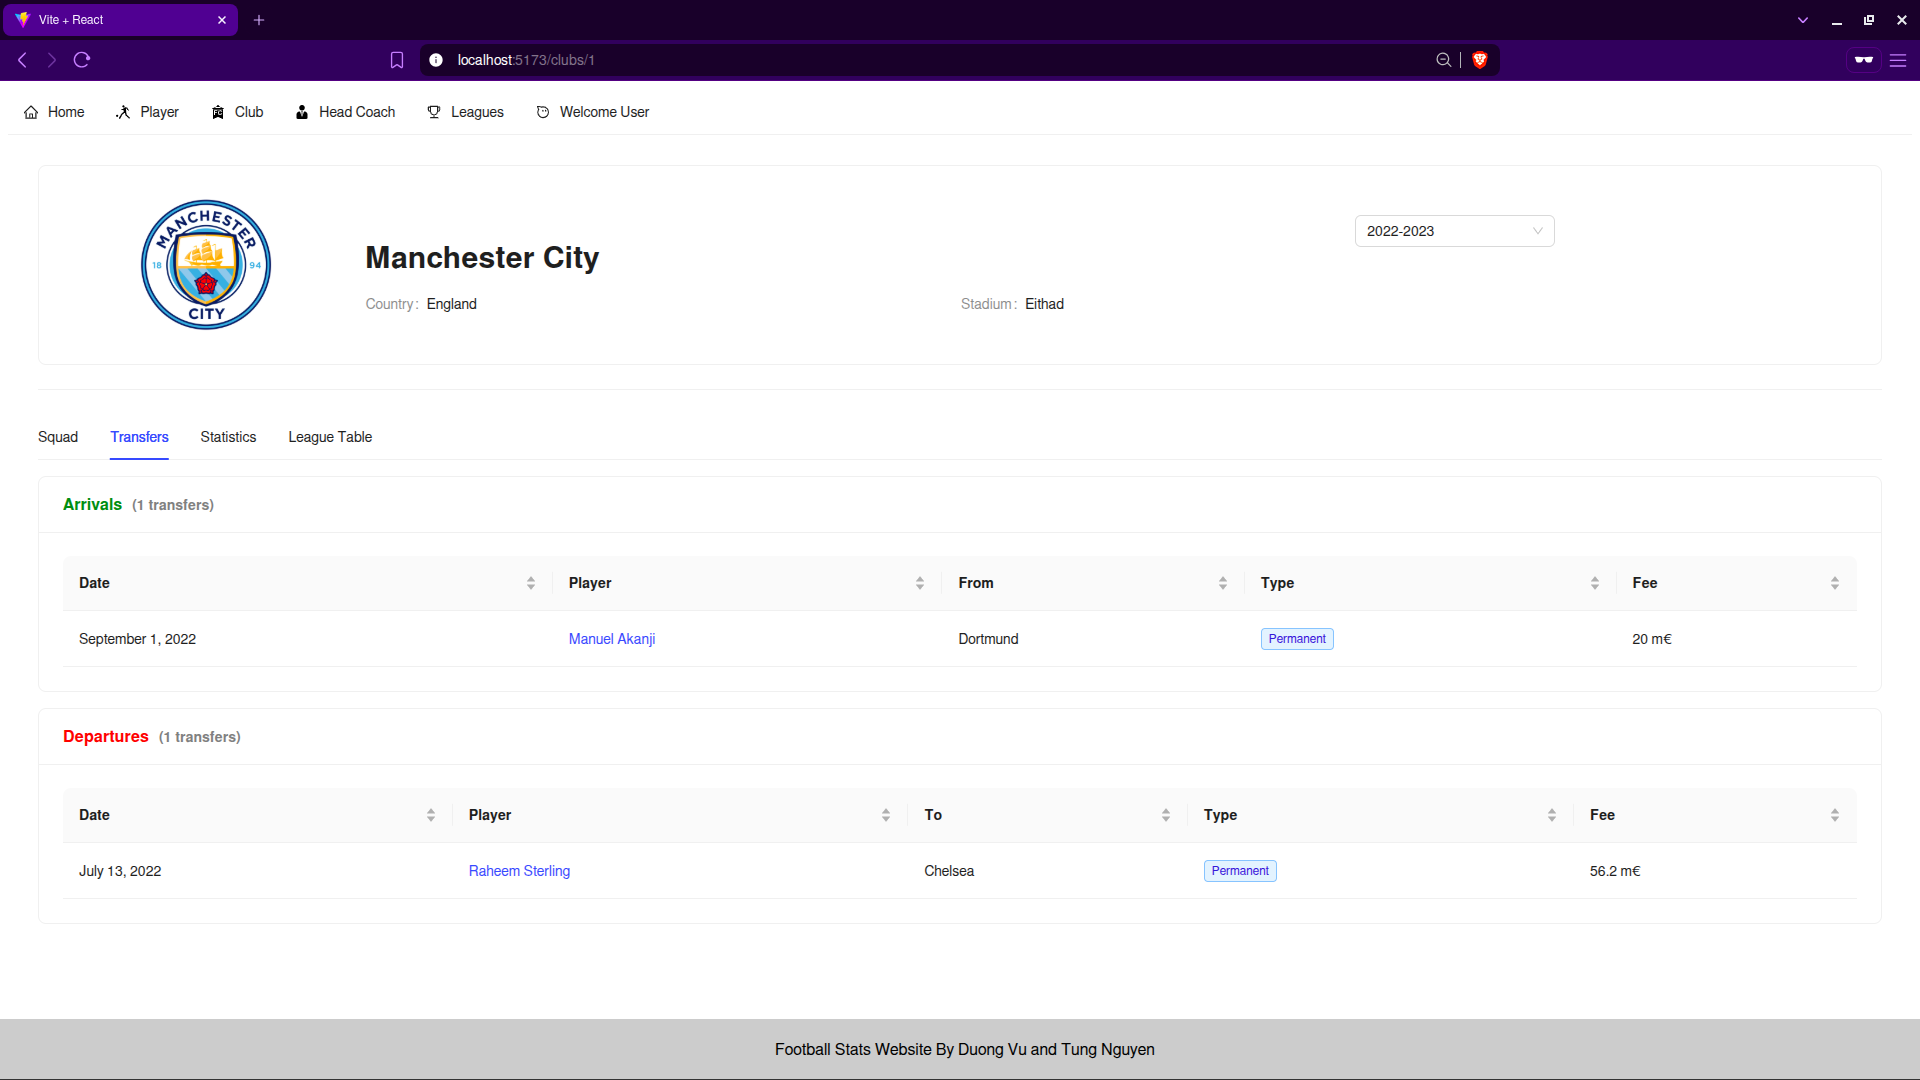 Vite + React
localhost:5173/clubs/1
Home Player Club Head Coach Leagues Welcome User
MANCHESTER
18 94
CITY
2022-2023
Manchester City
Country: England Stadium: Eithad
Squad Transfers Statistics League Table
Arrivals (1 transfers)
Date Player From Type Fee
September 1, 2022 Manuel Akanji Dortmund Permanent 20 m€
Departures (1 transfers)
Date Player To Type Fee
July 13, 2022 Raheem Sterling Chelsea Permanent 56.2 m€
Football Stats Website By Duong Vu and Tung Nguyen